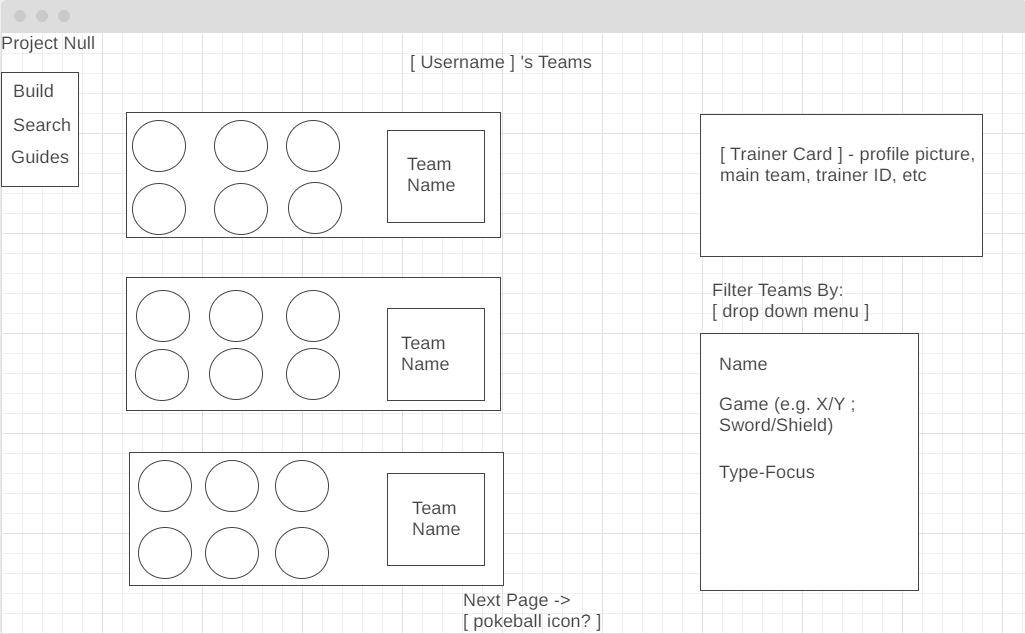 Project Null
[ Username ] 's Teams
Build
Search
Guides
Team
Name
Team
Name
Team
Name
Next Page ->
[ pokeball icon? ]
[ Trainer Card ] - profile picture,
main team, trainer ID, etc
Filter Teams By:
[ drop down menu ]
Name
Game (e.g. X/Y ;
Sword/Shield)
Type-Focus